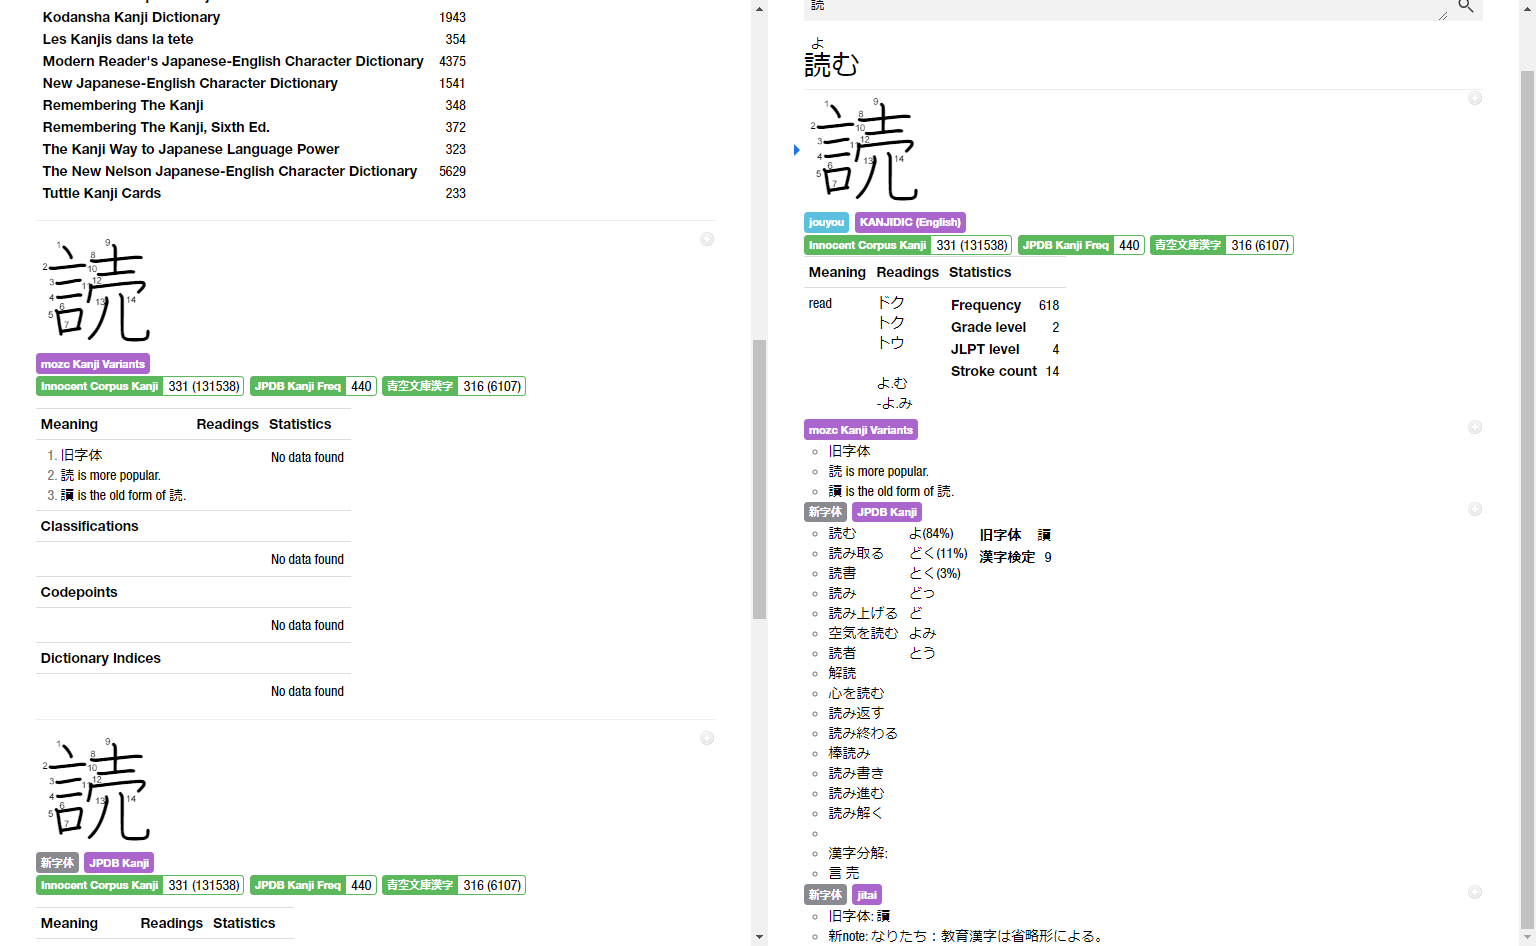 Kodansha Kanji Dictionary 1943
Les Kanjis dans la tete 354
Modern Reader's Japanese-English Character Dictionary 4375
New Japanese-English Character Dictionary 1541
Remembering The Kanji 348
Remembering The Kanji, Sixth Ed. 372
The Kanji Way to Japanese Language Power 323
The New Nelson Japanese-English Character Dictionary 5629
Tuttle Kanji Cards 233
読
1 2 3 4 5 6 7 8 9 10 11 12 13 14
mozc Kanji Variants
Innocent Corpus Kanji 331 (131538) JPDB Kanji Freq 440 青空文庫漢字 316 (6107)
Meaning Readings Statistics
1. 旧字体 No data found
2. 読 is more popular.
3. 讀 is the old form of 読.
Classifications
No data found
Codepoints
No data found
Dictionary Indices
No data found
読
1 2 3 4 5 6 7 8 9 10 11 12 13 14
新字体 JPDB Kanji
Innocent Corpus Kanji 331 (131538) JPDB Kanji Freq 440 青空文庫漢字 316 (6107)
Meaning Readings Statistics
読
よ
読む
読
1 2 3 4 5 6 7 8 9 10 11 12 13 14
jouyou KANJIDIC (English)
Innocent Corpus Kanji 331 (131538) JPDB Kanji Freq 440 青空文庫漢字 316 (6107)
Meaning Readings Statistics
read ドク Frequency 618
トク Grade level 2
トウ JLPT level 4
Stroke count 14
よ.む
-よ.み
mozc Kanji Variants
旧字体
読 is more popular.
讀 is the old form of 読.
新字体 JPDB Kanji
読む よ(84%) 旧字体 讀
読み取る どく(11%) 漢字検定 9
読書 とく(3%)
読み どっ
読み上げる ど
空気を読む よみ
読者 とう
解読
心を読む
読み返す
読み終わる
棒読み
読み書き
読み進む
読み解く
漢字分解:
言 売
新字体 jitai
旧字体: 讀
新note: なりたち：教育漢字は省略形による。